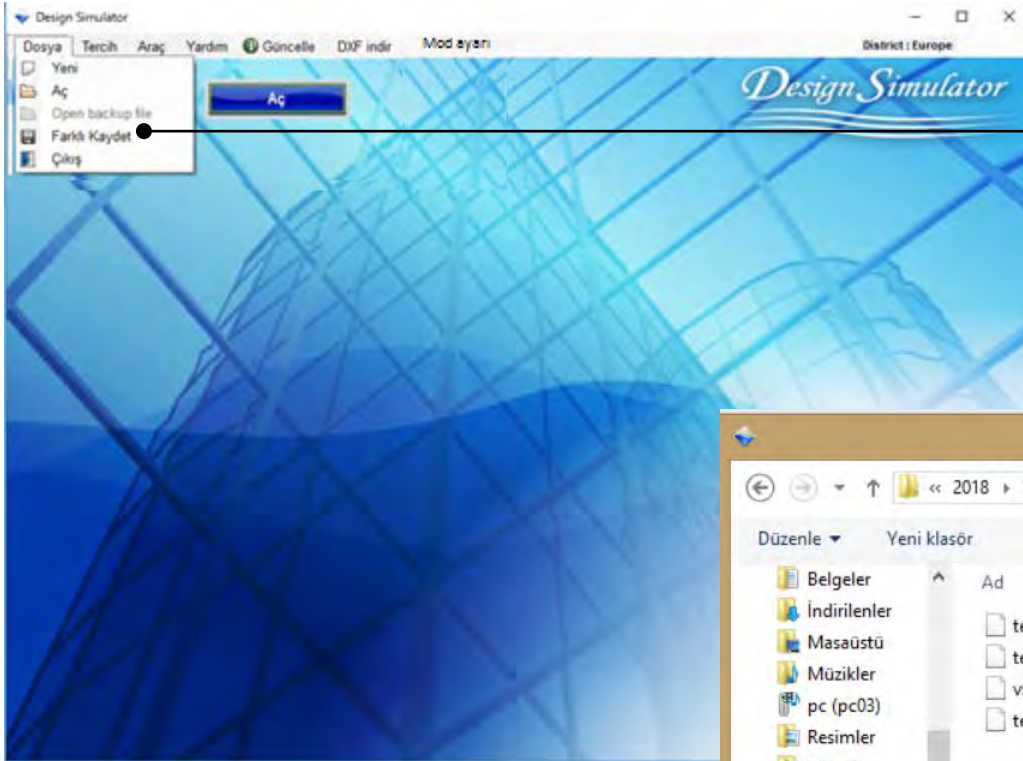 Design Simulator
Dosya Tercih Araç Yardım Güncelle DXF indir Mod ayarı District : Europe
Yeni
Aç
Open backup file
Farklı Kaydet
Çıkış
Aç
Design Simulator
« 2018
Düzenle Yeni klasör
Belgeler
İndirilenler
Masaüstü
Müzikler
pc (pc03)
Resimler
Ad